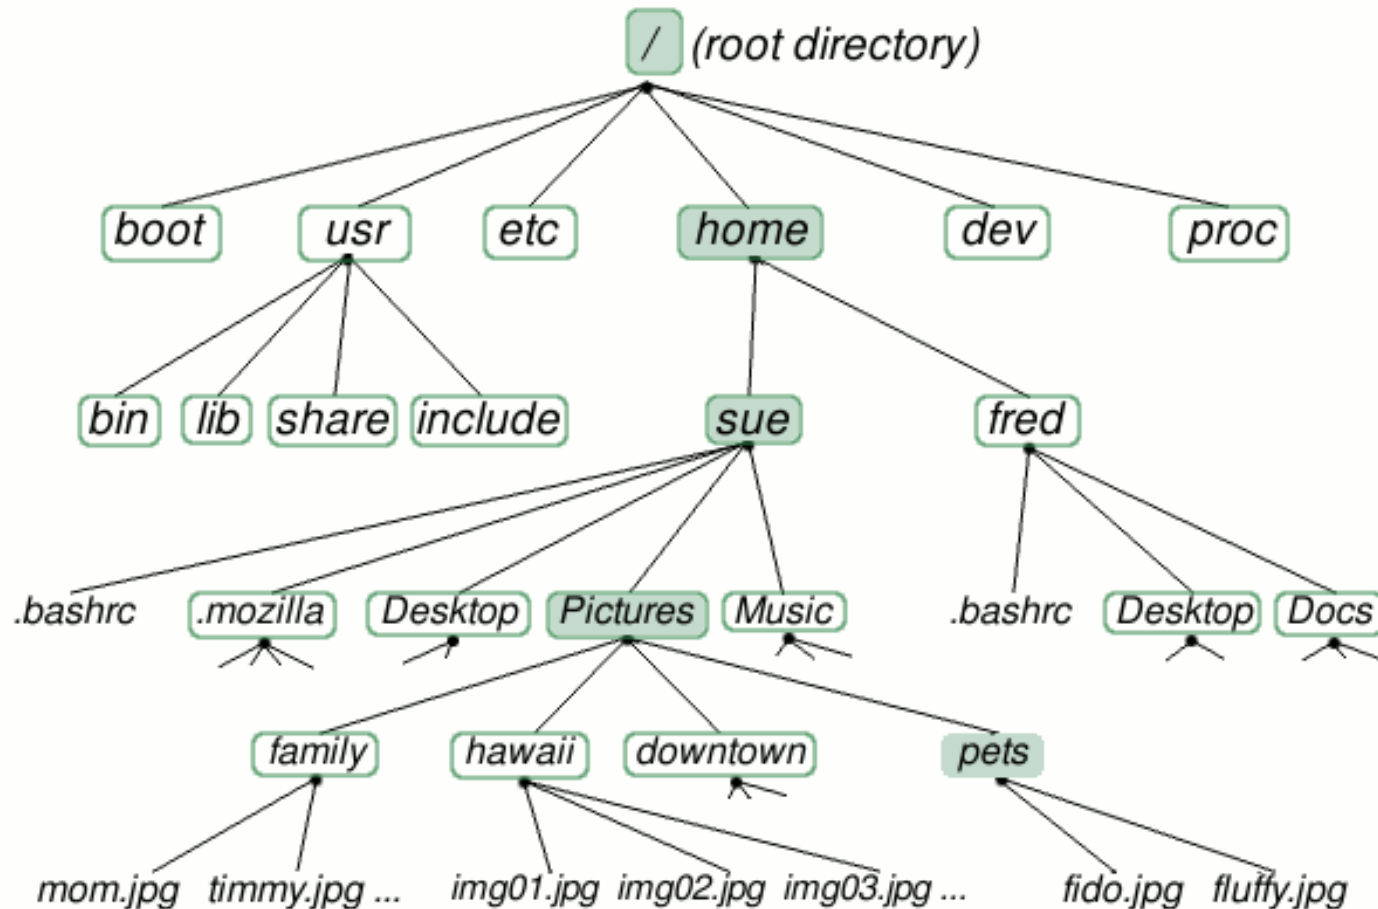 / (root directory)
boot usr etc home dev proc
bin lib share include sue fred
.bashrc .mozilla Desktop Pictures Music .bashrc Desktop Docs
family hawaii downtown pets
mom.jpg timmy.jpg ... img01.jpg img02.jpg img03.jpg ... fido.jpg fluffy.jpg